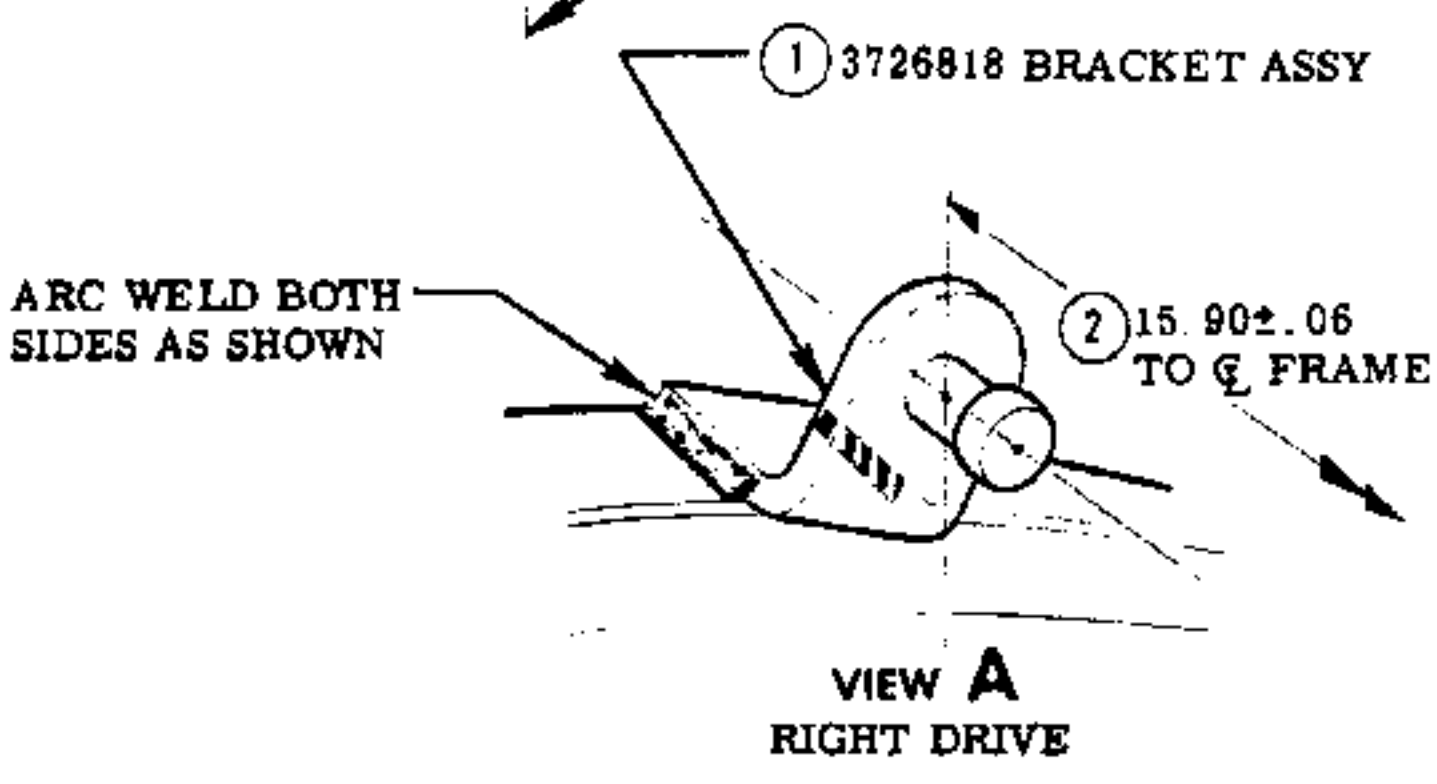 1 3726818 BRACKET ASSY
ARC WELD BOTH
SIDES AS SHOWN
2 15.90±.06
TO ℄ FRAME
VIEW A
RIGHT DRIVE